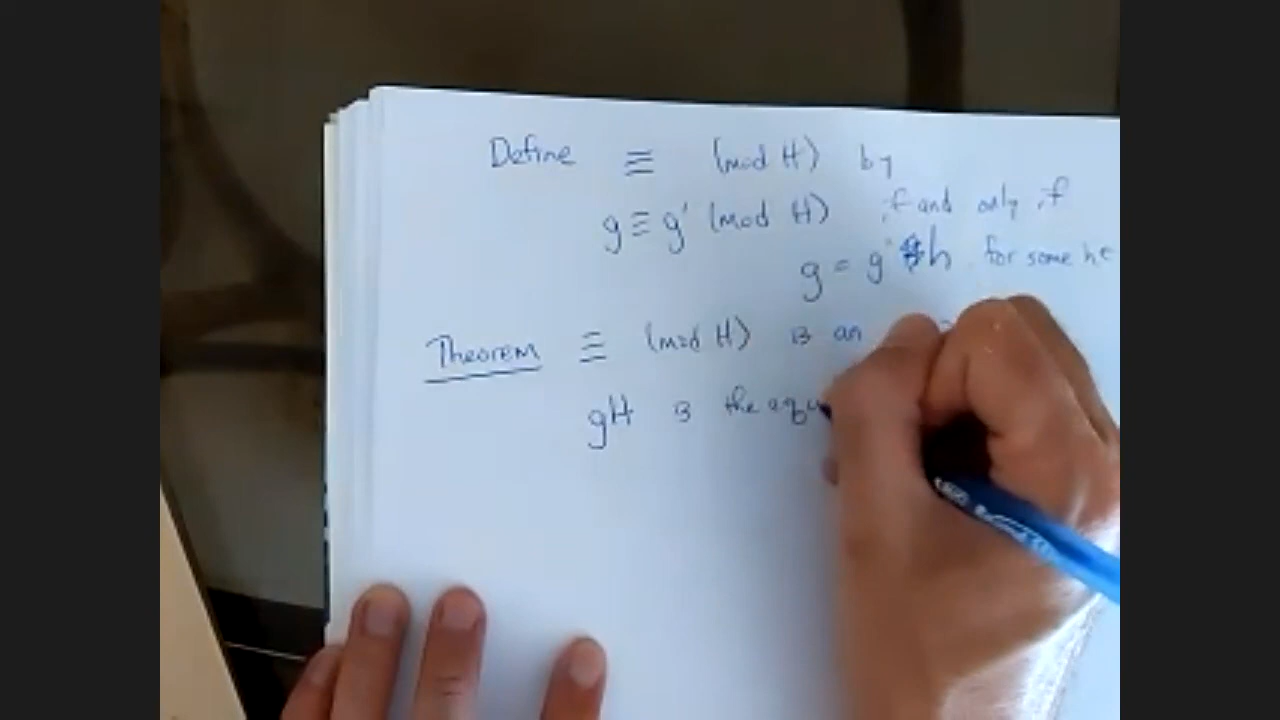 Define ≡ (mod H) by
g ≡ g' (mod H) if and only if
g = g' h for some h ∈
Theorem ≡ (mod H) is an
gH is the equ